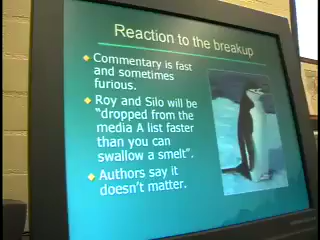 Reaction to the breakup
Commentary is fast
and sometimes
furious.
Roy and Silo will be
"dropped from the
media A list faster
than you can
swallow a smelt".
Authors say it
doesn't matter.